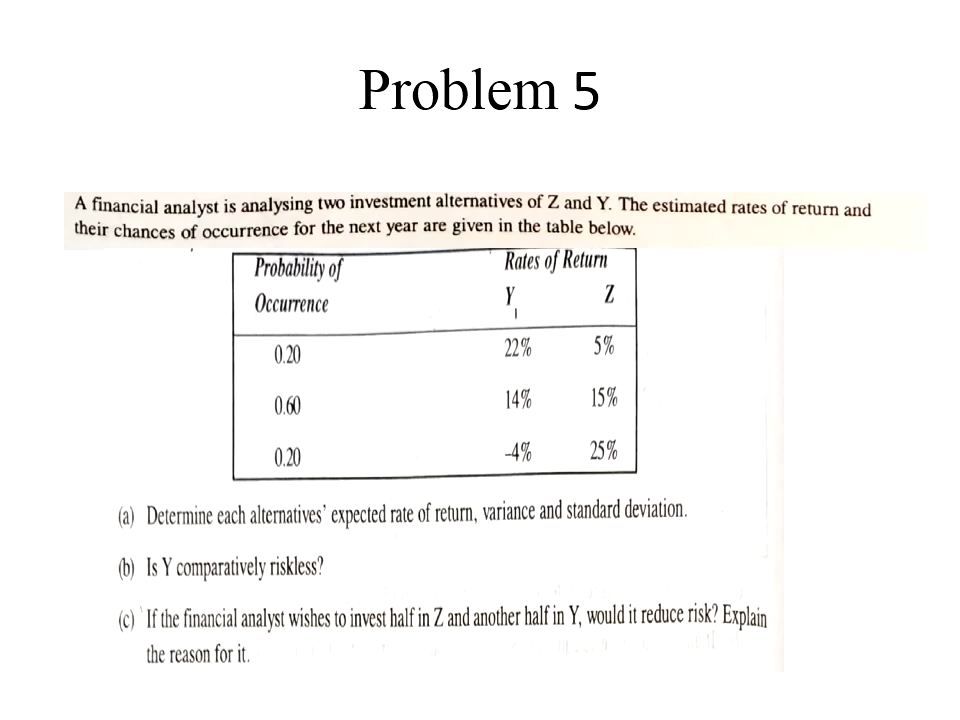 Problem 5
A financial analyst is analysing two investment alternatives of Z and Y. The estimated rates of return and
their chances of occurrence for the next year are given in the table below.
Probability of Rates of Return
Occurrence Y Z
0.20 22% 5%
0.60 14% 15%
0.20 -4% 25%
(a) Determine each alternatives' expected rate of return, variance and standard deviation.
(b) Is Y comparatively riskless?
(c) If the financial analyst wishes to invest half in Z and another half in Y, would it reduce risk? Explain
the reason for it.